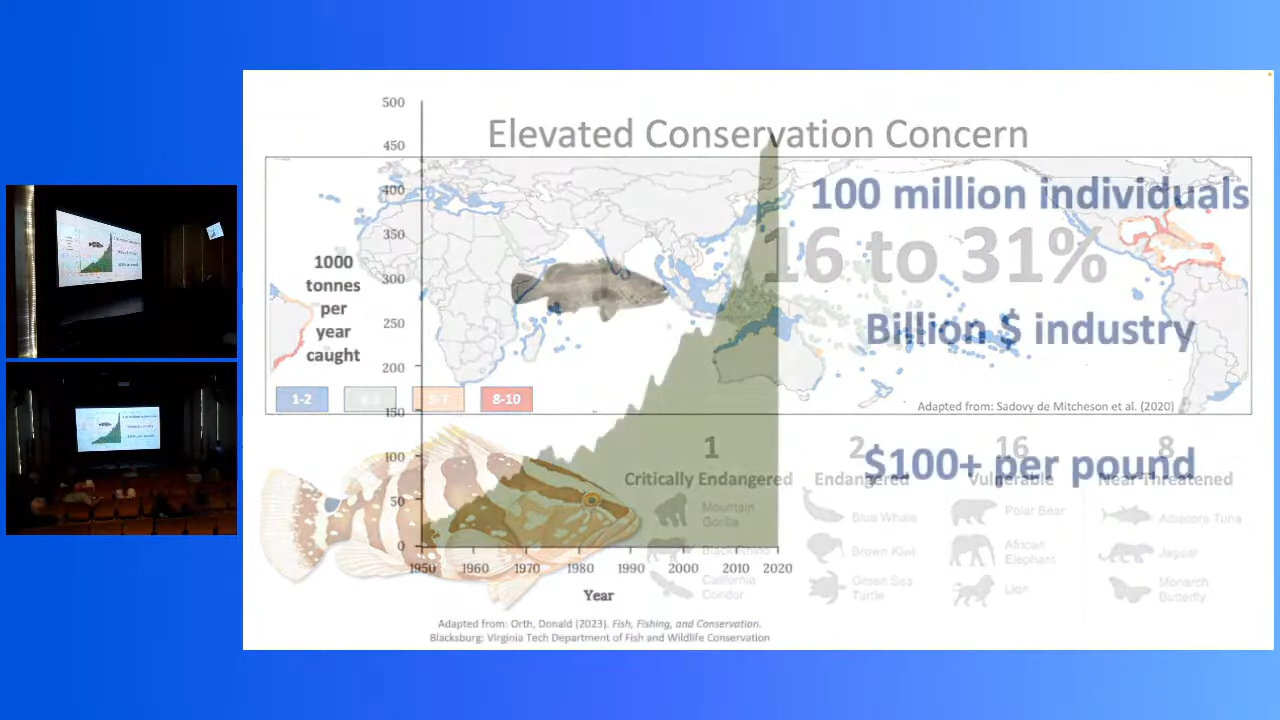 500
Elevated Conservation Concern
450
400
100 million individuals
350
16 to 31%
1000
tonnes
per
year
caught
300
250
Billion $ industry
200
1-2
5-7
8-10
150
Adapted from: Sadovy de Mitcheson et al. (2020)
100
50
0
1
Critically Endangered
Mountain
Gorilla
Black Rhino
California
Condor
2
Endangered
Blue Whale
Brown Kiwi
Green Sea
Turtle
$100+ per pound
16
Vulnerable
Polar Bear
African
Elephant
Lion
8
Near Threatened
Albacore Tuna
Jaguar
Monarch
Butterfly
1950 1960 1970 1980 1990 2000 2010 2020
Year
Adapted from: Orth, Donald (2023). Fish, Fishing, and Conservation.
Blacksburg: Virginia Tech Department of Fish and Wildlife Conservation